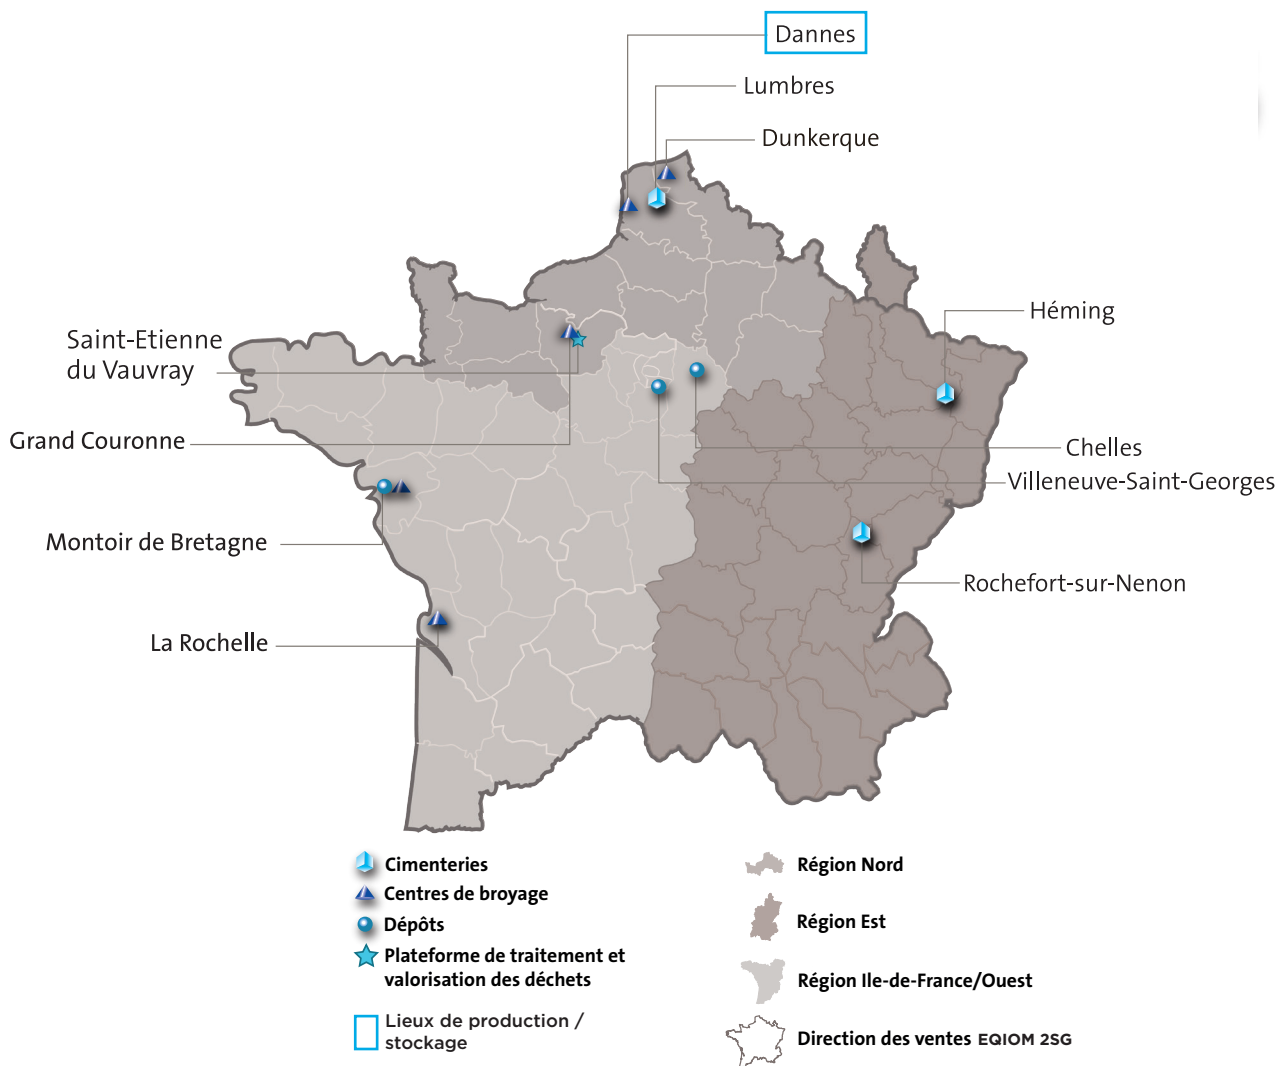 Dannes
Lumbres
Dunkerque
Héming
Saint-Etienne
du Vauvray
Grand Couronne
Chelles
Villeneuve-Saint-Georges
Montoir de Bretagne
Rochefort-sur-Nenon
La Rochelle
Cimenteries
Centres de broyage
Dépôts
Plateforme de traitement et
valorisation des déchets
Lieux de production /
stockage
Région Nord
Région Est
Région Ile-de-France/Ouest
Direction des ventes EQIOM 2SG